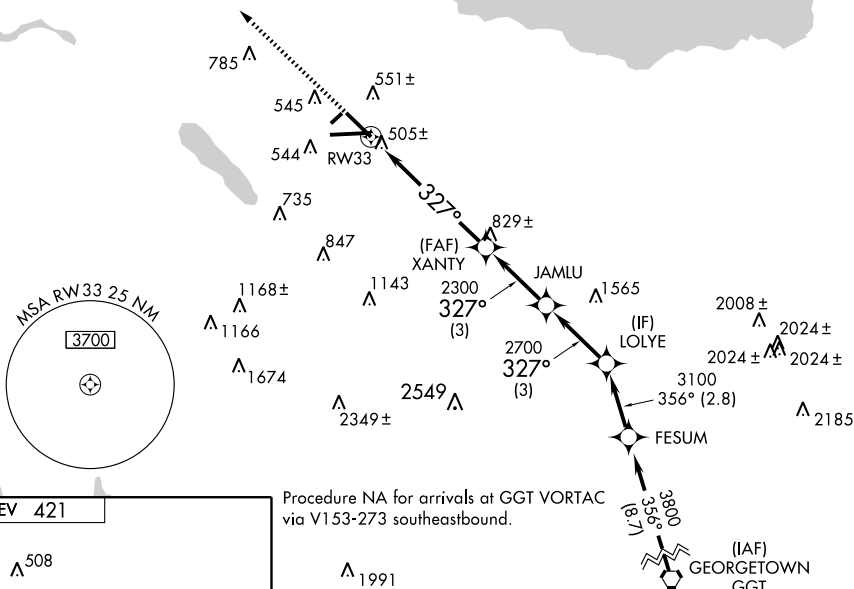 785
551±
545
505±
544
RW33
327°
735
829±
(FAF)
XANTY
847
JAMLU
1168±
1143
2300
327°
(3)
1565
MSA RW33 25 NM
3700
1166
(IF)
LOLYE
2008±
2024±
2024±
2024±
1674
2700
327°
(3)
2549
2349±
3100
356° (2.8)
2185
FESUM
EV 421
Procedure NA for arrivals at GGT VORTAC
via V153-273 southeastbound.
3800
356°
(8.7)
508
1991
(IAF)
GEORGETOWN
GGT